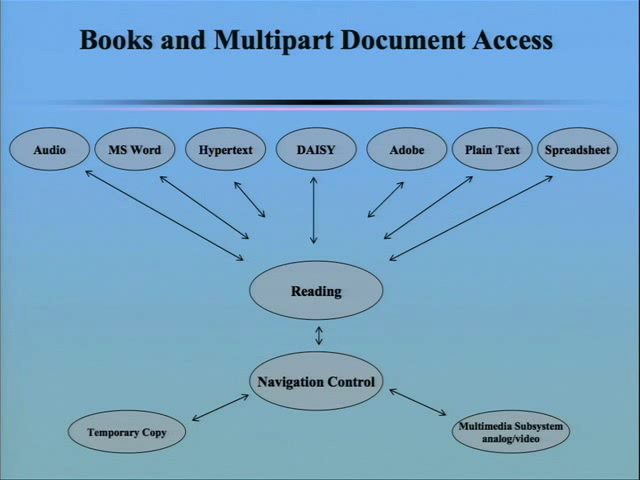 Books and Multipart Document Access
Audio
MS Word
Hypertext
DAISY
Adobe
Plain Text
Spreadsheet
Reading
Navigation Control
Temporary Copy
Multimedia Subsystem
analog/video